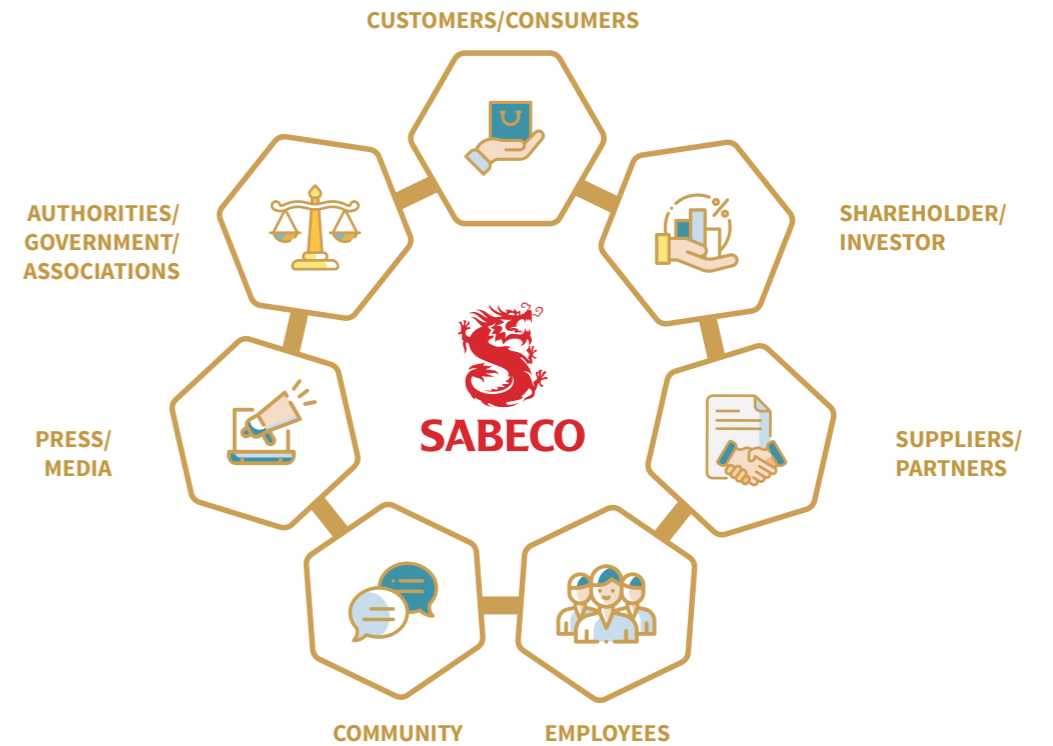 CUSTOMERS/CONSUMERS
AUTHORITIES/
GOVERNMENT/
ASSOCIATIONS
SHAREHOLDER/
INVESTOR
%
SABECO
PRESS/
MEDIA
SUPPLIERS/
PARTNERS
COMMUNITY
EMPLOYEES